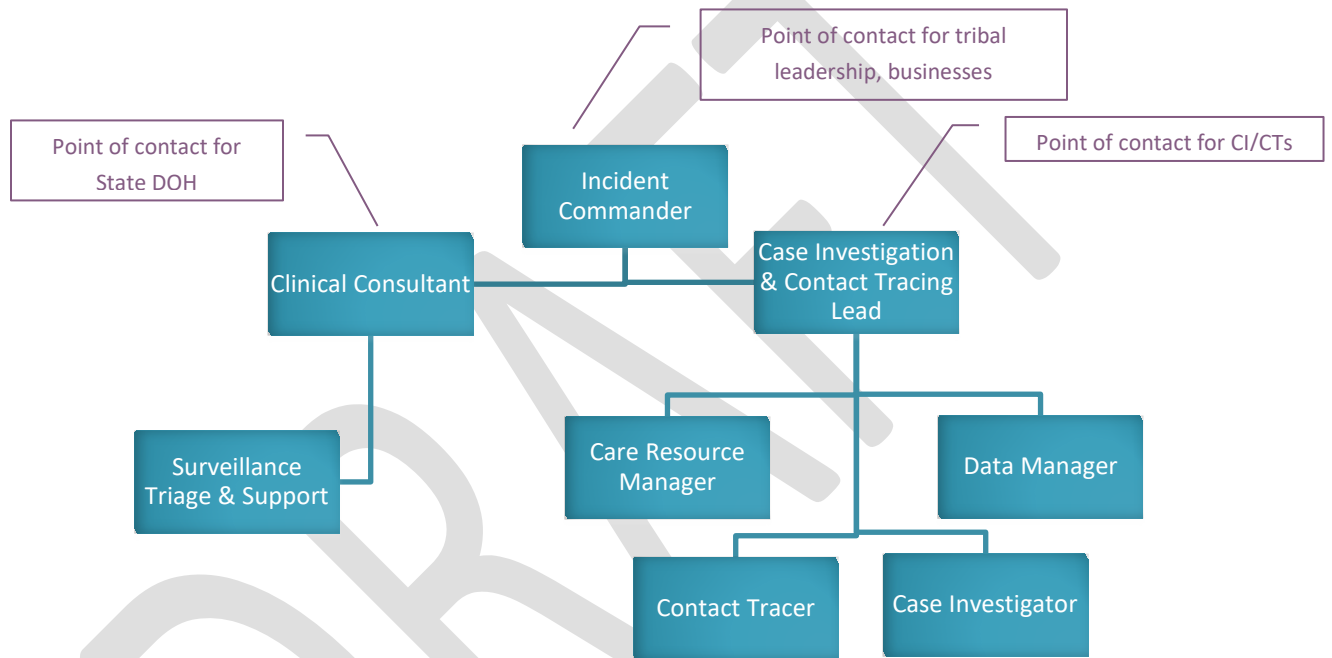 Point of contact for tribal
leadership, businesses
Point of contact for
State DOH
Point of contact for CI/CTs
Incident
Commander
Clinical Consultant
Case Investigation
& Contact Tracing
Lead
Surveillance
Triage & Support
Care Resource
Manager
Data Manager
Contact Tracer
Case Investigator
DRAFT